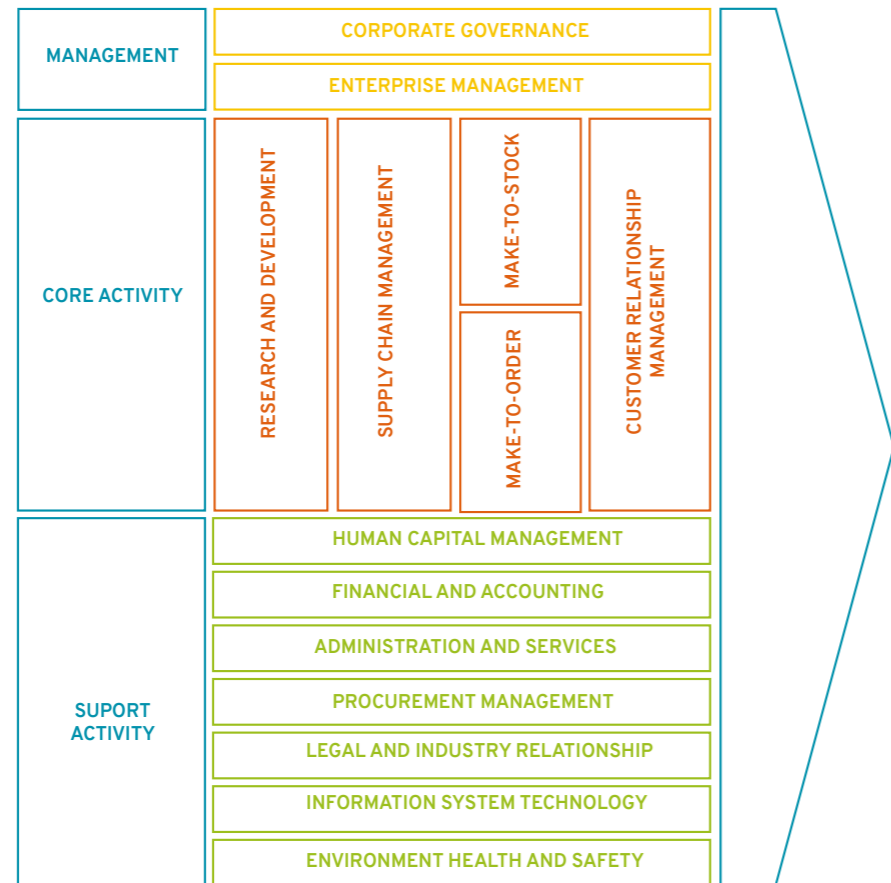 MANAGEMENT
CORPORATE GOVERNANCE
ENTERPRISE MANAGEMENT
CORE ACTIVITY
RESEARCH AND DEVELOPMENT
SUPPLY CHAIN MANAGEMENT
MAKE-TO-STOCK
MAKE-TO-ORDER
CUSTOMER RELATIONSHIP
MANAGEMENT
SUPORT
ACTIVITY
HUMAN CAPITAL MANAGEMENT
FINANCIAL AND ACCOUNTING
ADMINISTRATION AND SERVICES
PROCUREMENT MANAGEMENT
LEGAL AND INDUSTRY RELATIONSHIP
INFORMATION SYSTEM TECHNOLOGY
ENVIRONMENT HEALTH AND SAFETY